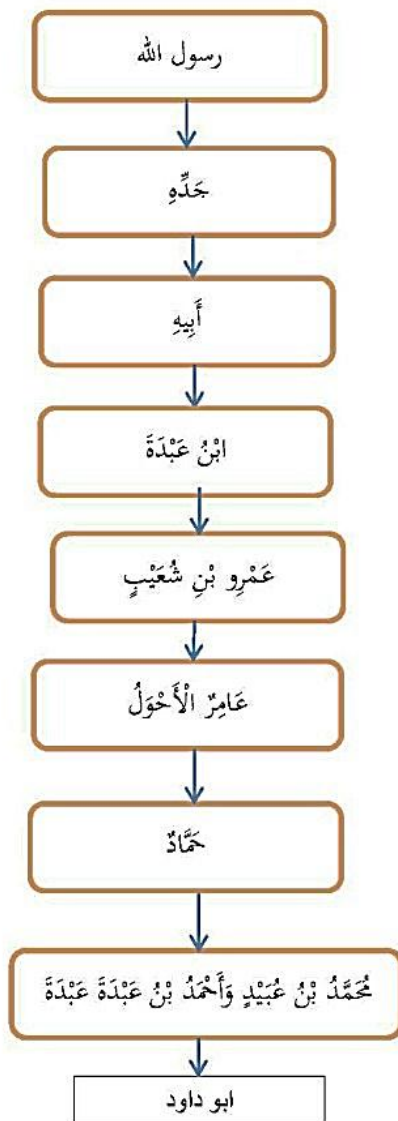 رسول الله
جَدِّهِ
أَبِيهِ
ابْنُ عَبْدَةَ
عَمْرِو بْنِ شُعَيْبٍ
عَامِرٌ الْأَحْوَلُ
حَمَّادٌ
مُحَمَّدُ بْنُ عُبَيْدٍ وَأَحْمَدُ بْنُ عَبْدَةَ عَبْدَةَ
ابو داود